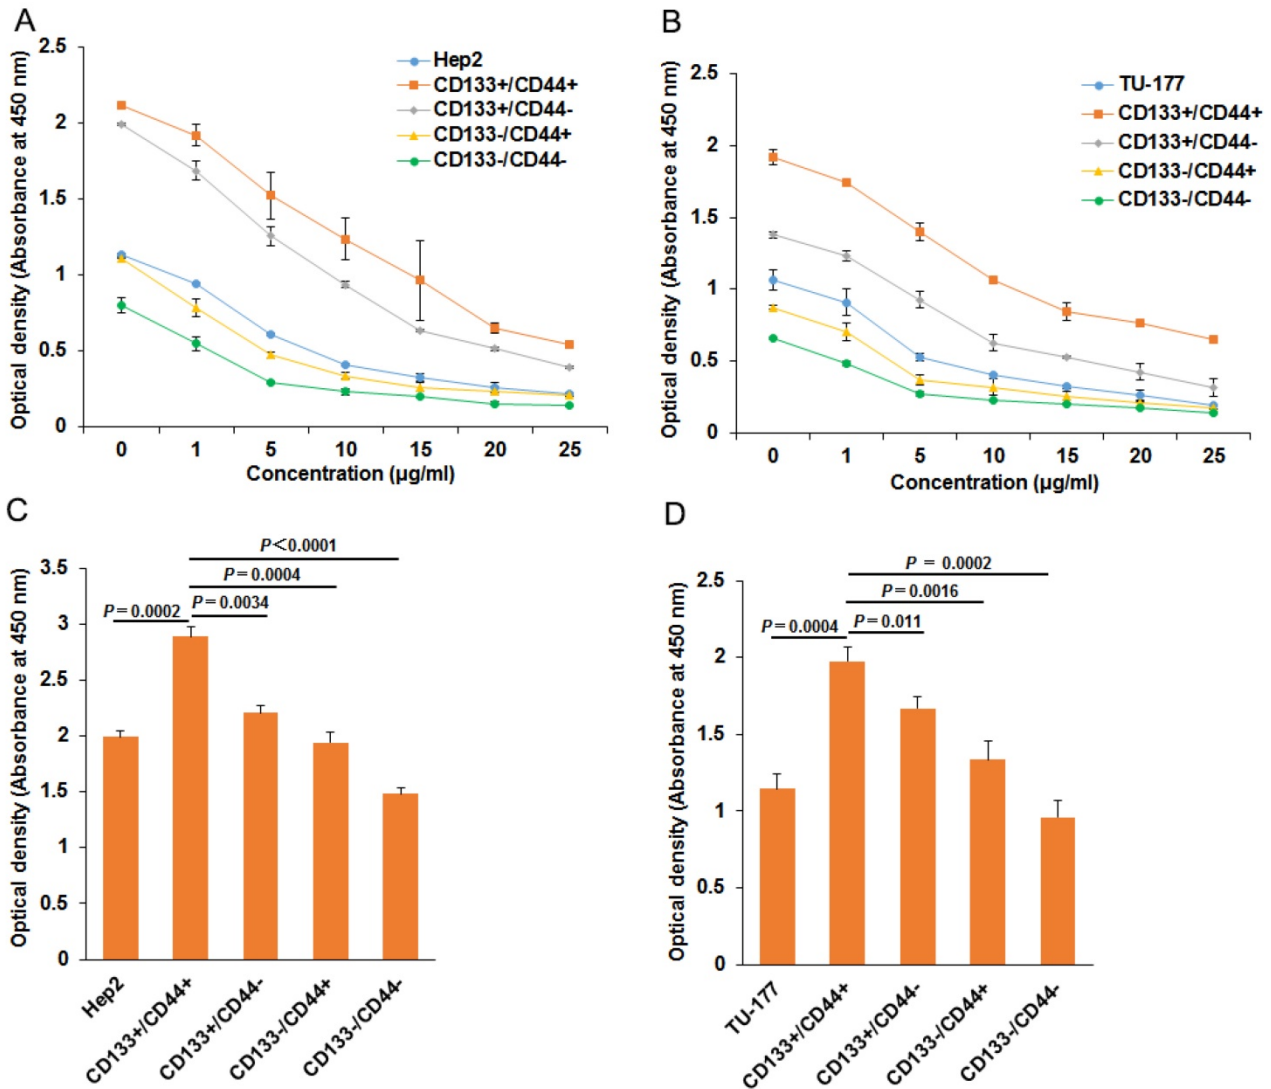 A
Optical density (Absorbance at 450 nm)
2.5
2
1.5
1
0.5
0
Hep2
CD133+/CD44+
CD133+/CD44-
CD133-/CD44+
CD133-/CD44-
0 1 5 10 15 20 25
Concentration (µg/ml)
B
Optical density (Absorbance at 450 nm)
2.5
2
1.5
1
0.5
0
TU-177
CD133+/CD44+
CD133+/CD44-
CD133-/CD44+
CD133-/CD44-
0 1 5 10 15 20 25
Concentration (µg/ml)
C
Optical density (Absorbance at 450 nm)
3.5
3
2.5
2
1.5
1
0.5
0
P<0.0001
P = 0.0004
P = 0.0002
P = 0.0034
Hep2
CD133+/CD44+
CD133+/CD44-
CD133-/CD44+
CD133-/CD44-
D
Optical density (Absorbance at 450 nm)
2.5
2
1.5
1
0.5
0
P = 0.0002
P = 0.0016
P = 0.0004
P = 0.011
TU-177
CD133+/CD44+
CD133+/CD44-
CD133-/CD44+
CD133-/CD44-